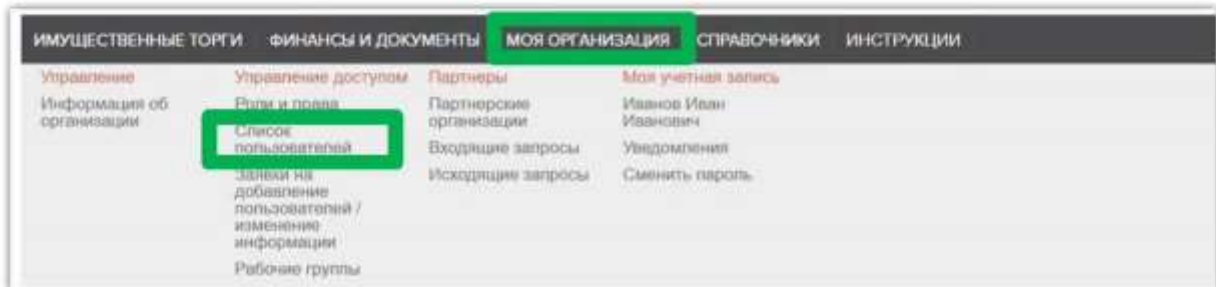 ИМУЩЕСТВЕННЫЕ ТОРГИ ФИНАНСЫ И ДОКУМЕНТЫ МОЯ ОРГАНИЗАЦИЯ СПРАВОЧНИКИ ИНСТРУКЦИИ
Управление
Информация об
организации
Управление доступом
Роли и права
Список
пользователей
Заявки на
добавление
пользователей /
изменение
информации
Рабочие группы
Партнеры
Партнерские
организации
Входящие запросы
Исходящие запросы
Моя учетная запись
Иванов Иван
Иванович
Уведомления
Сменить пароль